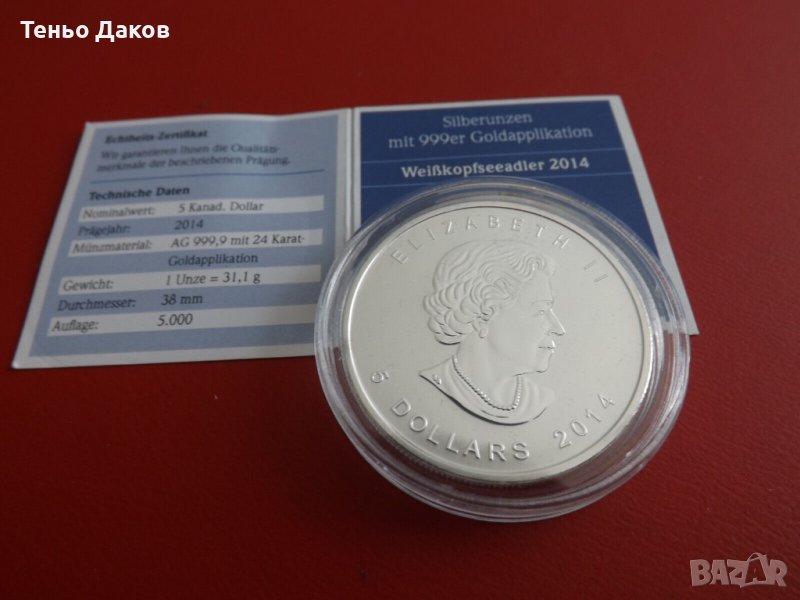 Теньо Даков
Echtheits-Zertifikat
Wir garantieren Ihnen die Qualitäts-
merkmale der beschriebenen Prägung.
Technische Daten
Nominalwert: 5 Kanad. Dollar
Prägejahr: 2014
Münzmaterial: AG 999,9 mit 24 Karat-
Goldapplikation
Gewicht: 1 Unze = 31,1 g
Durchmesser: 38 mm
Auflage: 5.000
Silberunzen
mit 999er Goldapplikation
Weißkopfseeadler 2014
ELIZABETH II
5 DOLLARS 2014
BAZAR